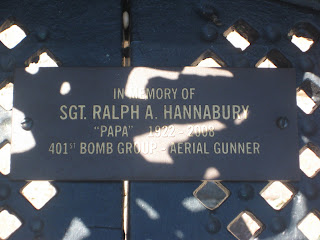 IN MEMORY OF
SGT. RALPH A. HANNABURY
"PAPA" 1922 - 2008
401ST BOMB GROUP - AERIAL GUNNER